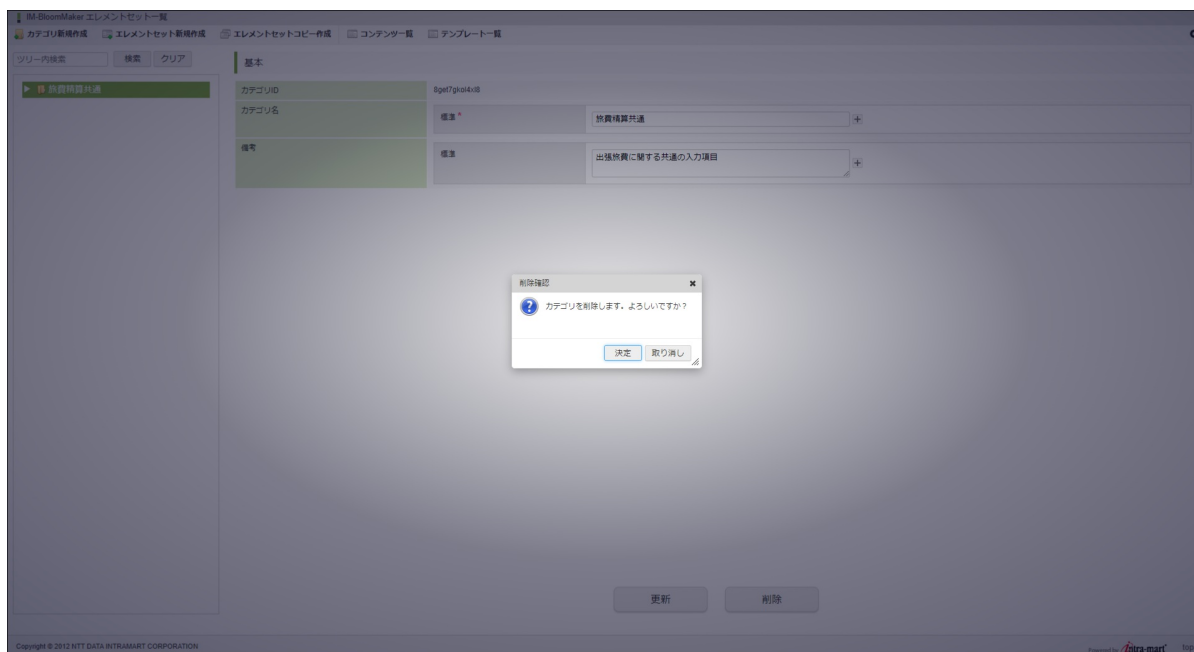 IM-BloomMaker エレメントセット一覧
カテゴリ新規作成 エレメントセット新規作成 エレメントセットコピー作成 コンテンツ一覧 テンプレート一覧
ツリー内検索 検索 クリア
基本
旅費精算共通
カテゴリID
カテゴリ名 標準 * 旅費精算共通
備考 標準 出張旅費に関する共通の入力項目
削除確認
カテゴリを削除します。よろしいですか?
決定 取り消し
更新 削除
Copyright © 2012 NTT DATA INTRAMART CORPORATION
Powered by intra-mart top